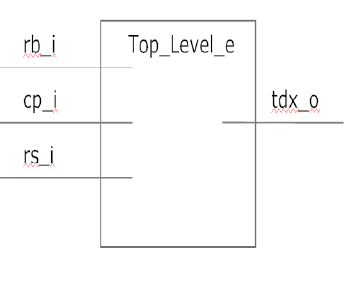 rb_i
Top_Level_e
cp_i
tdx_o
rs_i